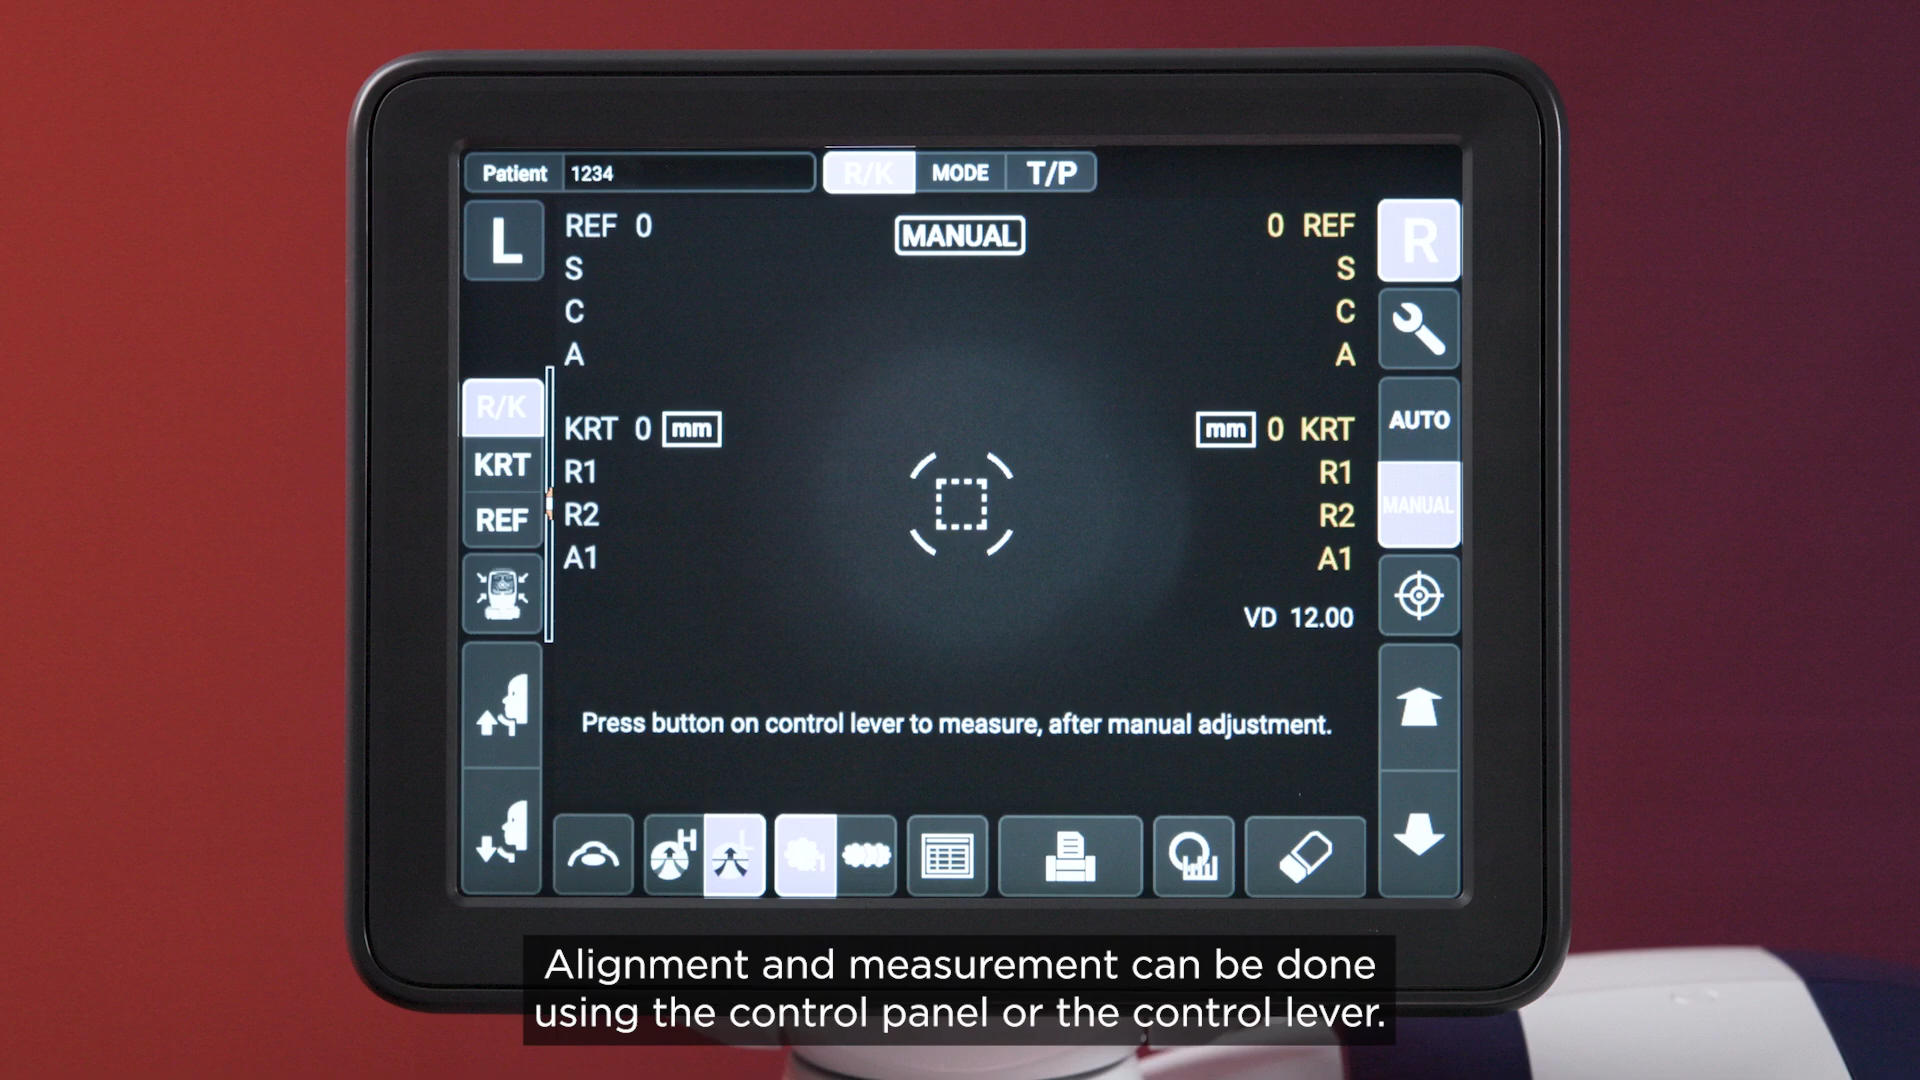 Patient 1234 R/K MODE T/P
L REF 0 MANUAL 0 REF R
S S
C C
A A
R/K AUTO
KRT 0 mm mm 0 KRT
KRT
R1 R1
REF R2 R2 MANUAL
A1 A1
VD 12.00
Press button on control lever to measure, after manual adjustment.
H L
Alignment and measurement can be done
using the control panel or the control lever.